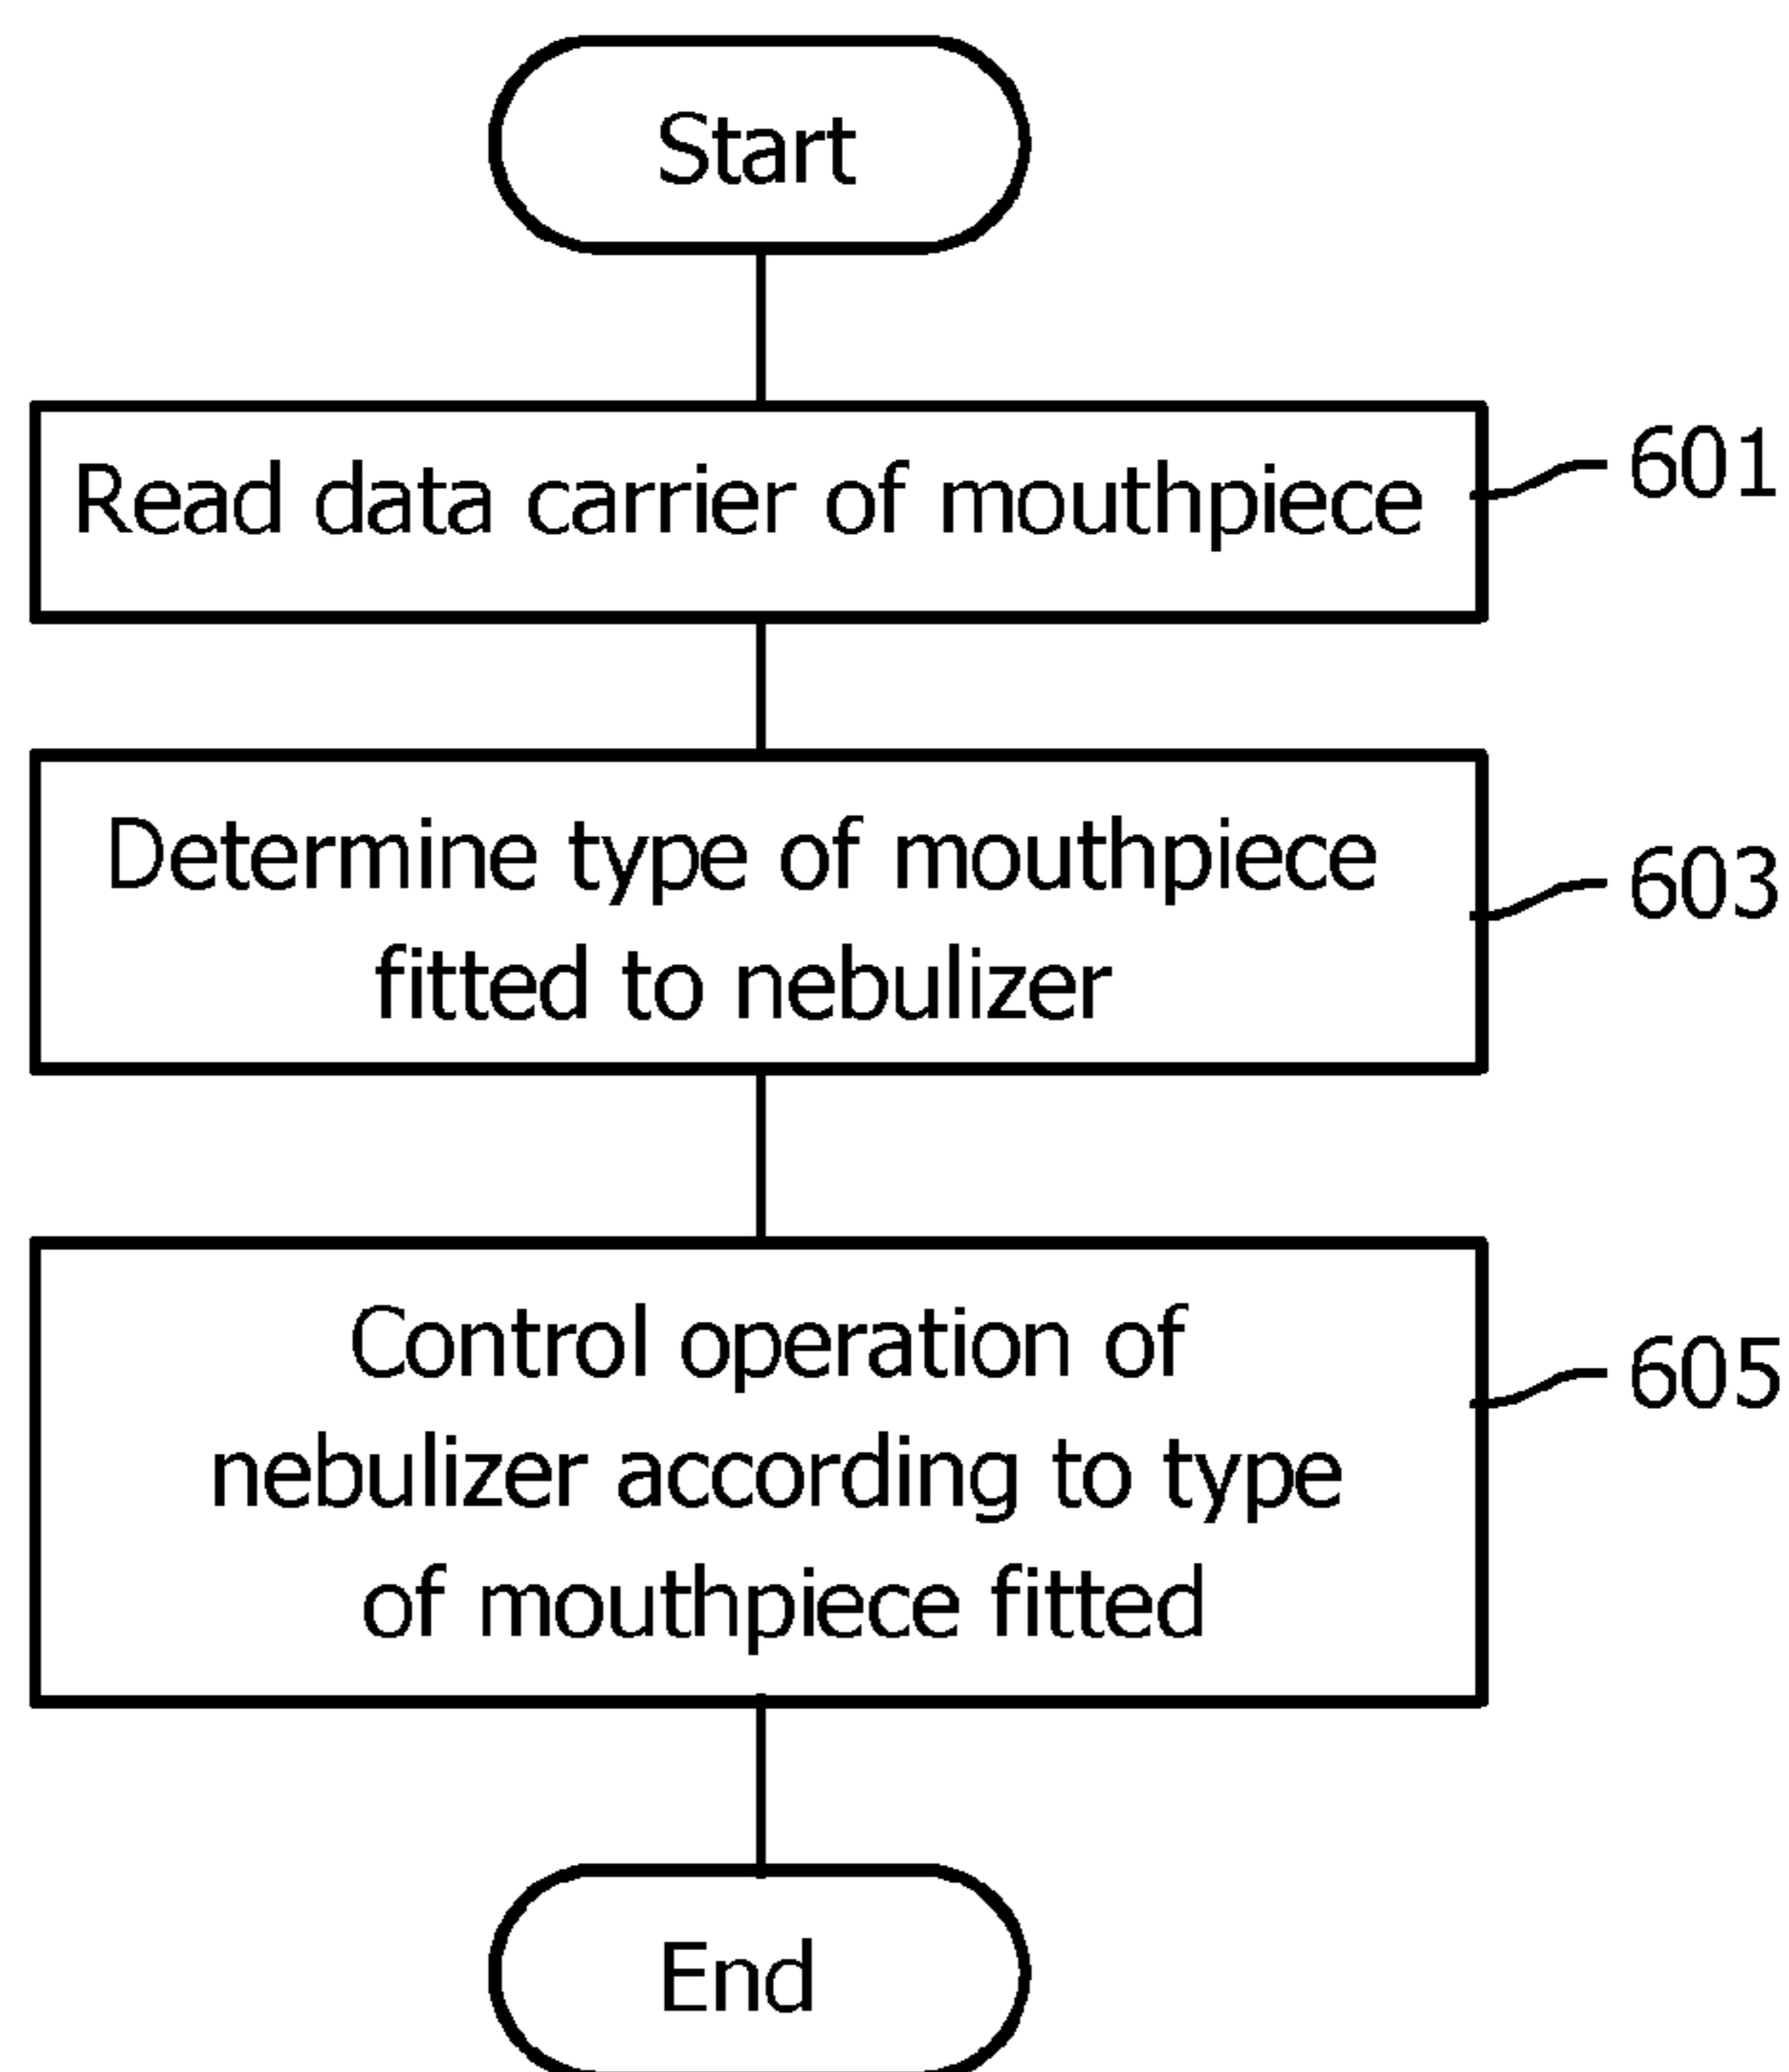 Start
Read data carrier of mouthpiece
601
Determine type of mouthpiece
fitted to nebulizer
603
Control operation of
nebulizer according to type
of mouthpiece fitted
605
End